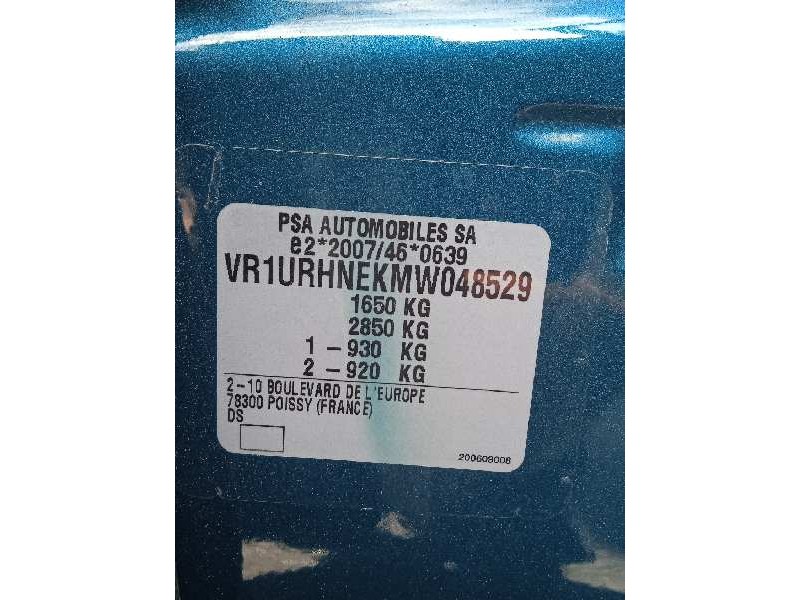 PSA AUTOMOBILES SA
e2*2007/46*0639
VR1URHNEKMW048529
1650 KG
2850 KG
1 – 930 KG
2 – 920 KG
2–10 BOULEVARD DE L'EUROPE
78300 POISSY (FRANCE)
DS
200609008